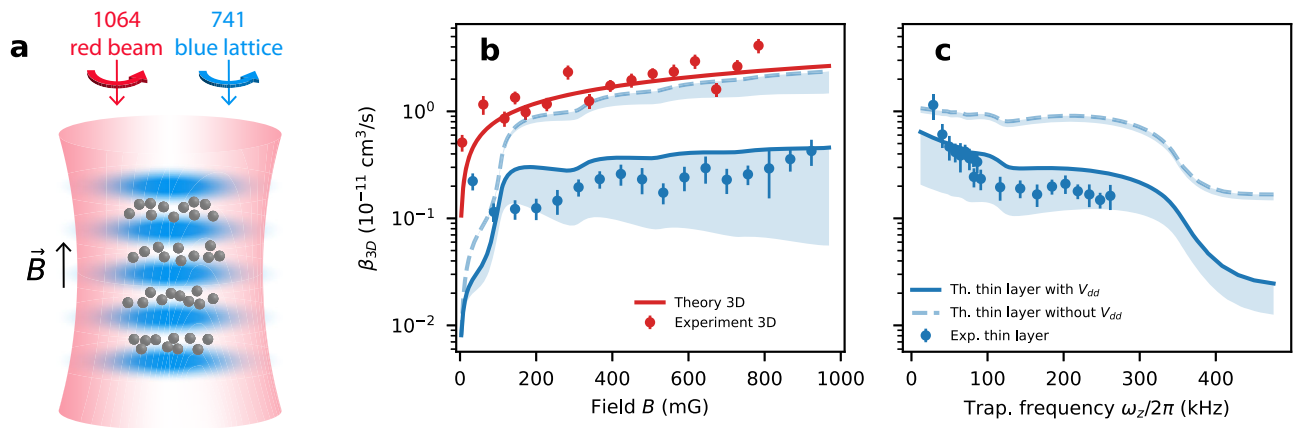 a
1064
red beam
741
blue lattice
B
b
β3D (10⁻¹¹ cm³/s)
10⁰
10⁻¹
10⁻²
0
200
400
600
800
1000
Field B (mG)
Theory 3D
Experiment 3D
c
Th. thin layer with Vdd
Th. thin layer without Vdd
Exp. thin layer
0
100
200
300
400
Trap. frequency ωz/2π (kHz)